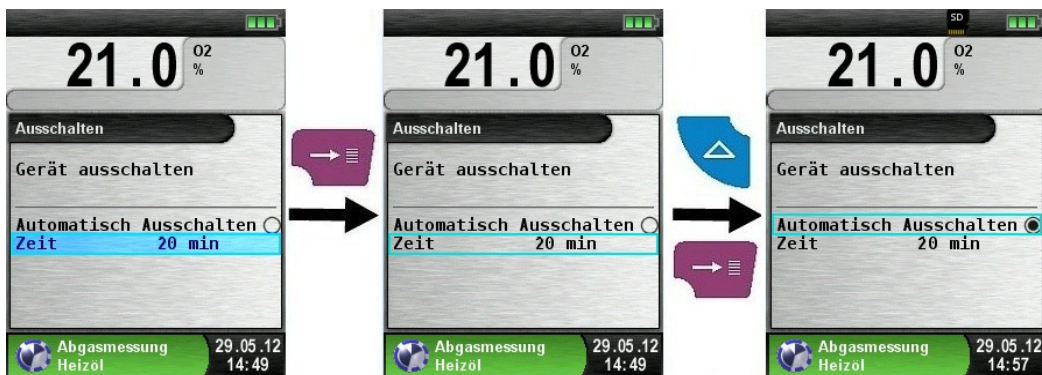 21.0 O2
%
Ausschalten
Gerät ausschalten
Automatisch Ausschalten
Zeit 20 min
Abgasmessung 29.05.12
Heizöl 14:49
21.0 O2
%
Ausschalten
Gerät ausschalten
Automatisch Ausschalten
Zeit 20 min
Abgasmessung 29.05.12
Heizöl 14:49
SD
21.0 O2
%
Ausschalten
Gerät ausschalten
Automatisch Ausschalten
Zeit 20 min
Abgasmessung 29.05.12
Heizöl 14:57